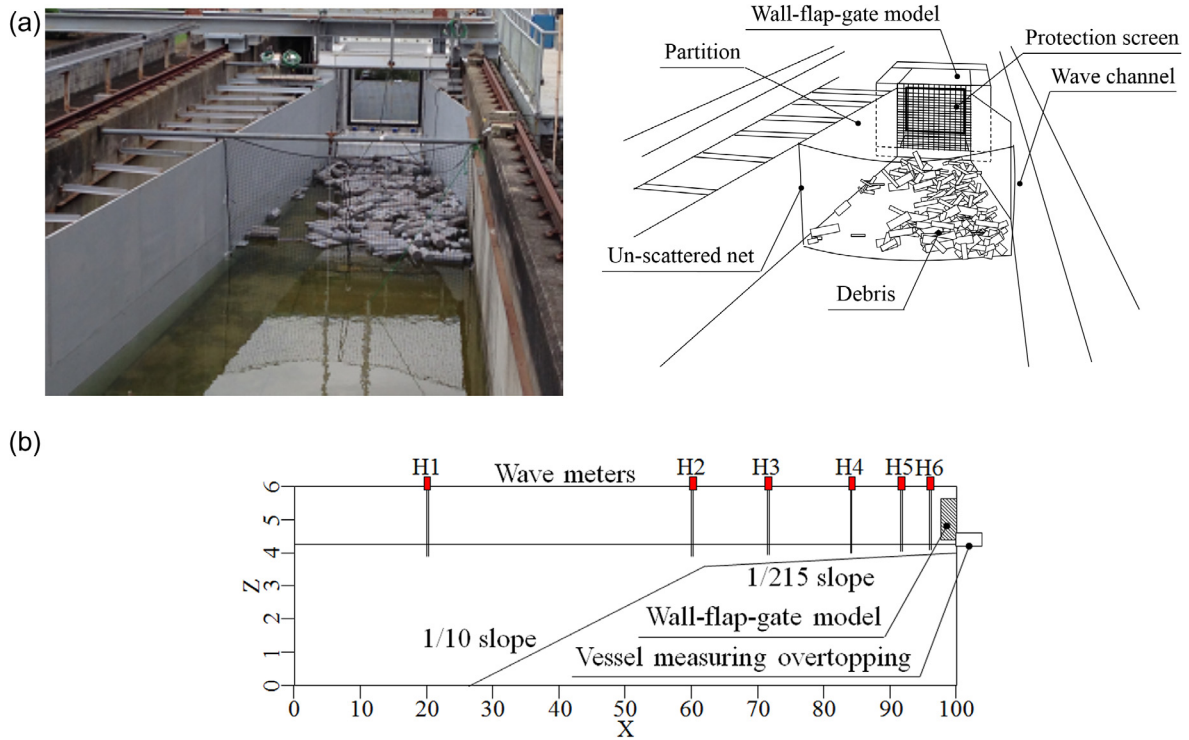 (a)
Wall-flap-gate model
Protection screen
Partition
Wave channel
Un-scattered net
Debris
(b)
H1
Wave meters
H2
H3
H4
H5
H6
6
5
4
3
2
1
0
Z
1/215 slope
1/10 slope
Wall-flap-gate model
Vessel measuring overtopping
0 10 20 30 40 50 60 70 80 90 100
X